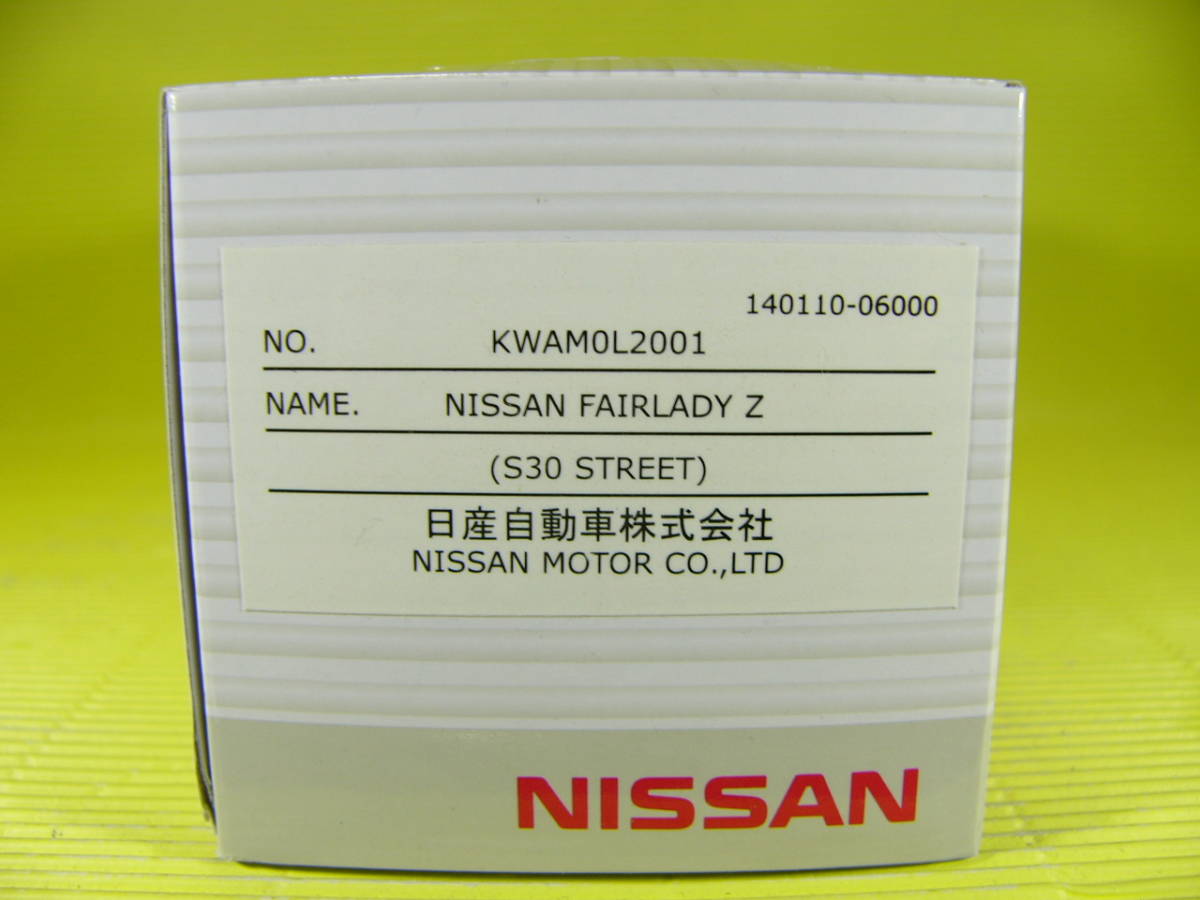 140110-06000
NO. KWAM0L2001
NAME. NISSAN FAIRLADY Z
(S30 STREET)
日産自動車株式会社
NISSAN MOTOR CO.,LTD
NISSAN